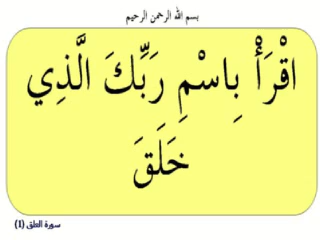 بسم الله الرحمن الرحيم
اقْرَأْ بِاسْمِ رَبِّكَ الَّذِي
خَلَقَ
سورة العلق (1)